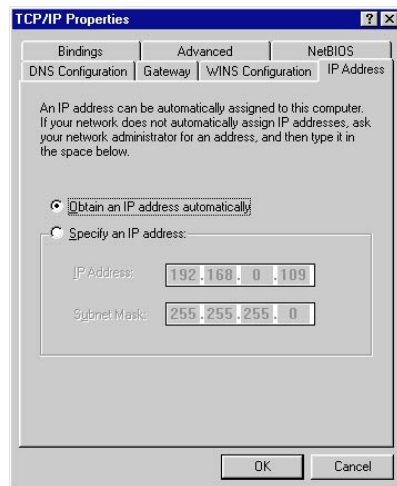 TCP/IP Properties
Bindings Advanced NetBIOS
DNS Configuration Gateway WINS Configuration IP Address
An IP address can be automatically assigned to this computer.
If your network does not automatically assign IP addresses, ask
your network administrator for an address, and then type it in
the space below.
Obtain an IP address automatically
Specify an IP address:
IP Address: 192.168.0.109
Subnet Mask: 255.255.255.0
OK Cancel